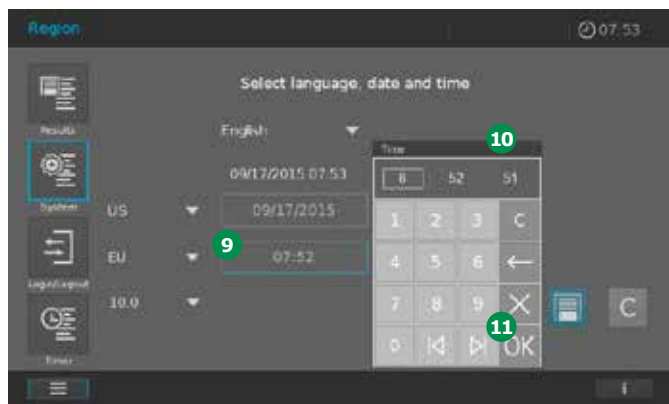 Region
07:53
Select language, date and time
Results
English
10
Time
09/17/2015 07:53
8 52 51
System
US
09/17/2015
1 2 3 C
9
EU
07:52
4 5 6 ←
Login/Logout
10.0
7 8 9 X
C
11
0 OK
Timer
i